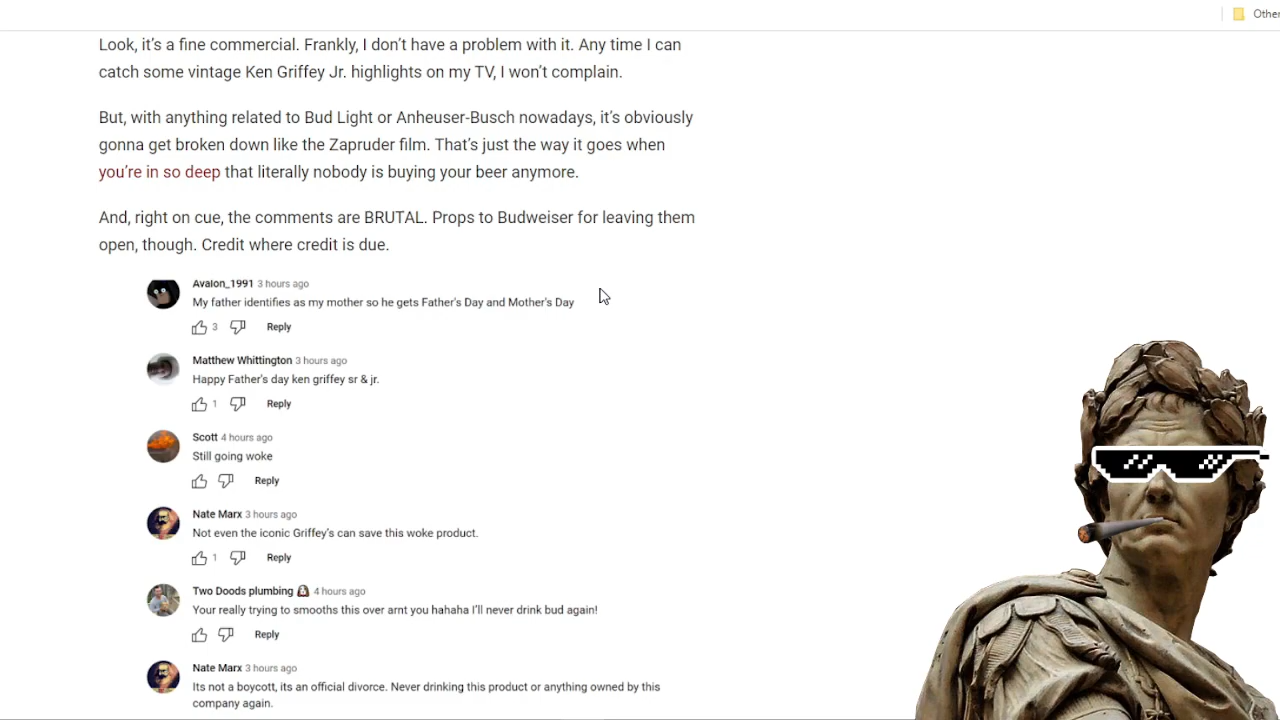 Other
Look, it's a fine commercial. Frankly, I don't have a problem with it. Any time I can
catch some vintage Ken Griffey Jr. highlights on my TV, I won't complain.
But, with anything related to Bud Light or Anheuser-Busch nowadays, it's obviously
gonna get broken down like the Zapruder film. That's just the way it goes when
you're in so deep that literally nobody is buying your beer anymore.
And, right on cue, the comments are BRUTAL. Props to Budweiser for leaving them
open, though. Credit where credit is due.
Avalon_1991 3 hours ago
My father identifies as my mother so he gets Father's Day and Mother's Day
3 Reply
Matthew Whittington 3 hours ago
Happy Father's day ken griffey sr & jr.
1 Reply
Scott 4 hours ago
Still going woke
Reply
Nate Marx 3 hours ago
Not even the iconic Griffey's can save this woke product.
1 Reply
Two Doods plumbing 4 hours ago
Your really trying to smooths this over arnt you hahaha I'll never drink bud again!
Reply
Nate Marx 3 hours ago
Its not a boycott, its an official divorce. Never drinking this product or anything owned by this
company again.